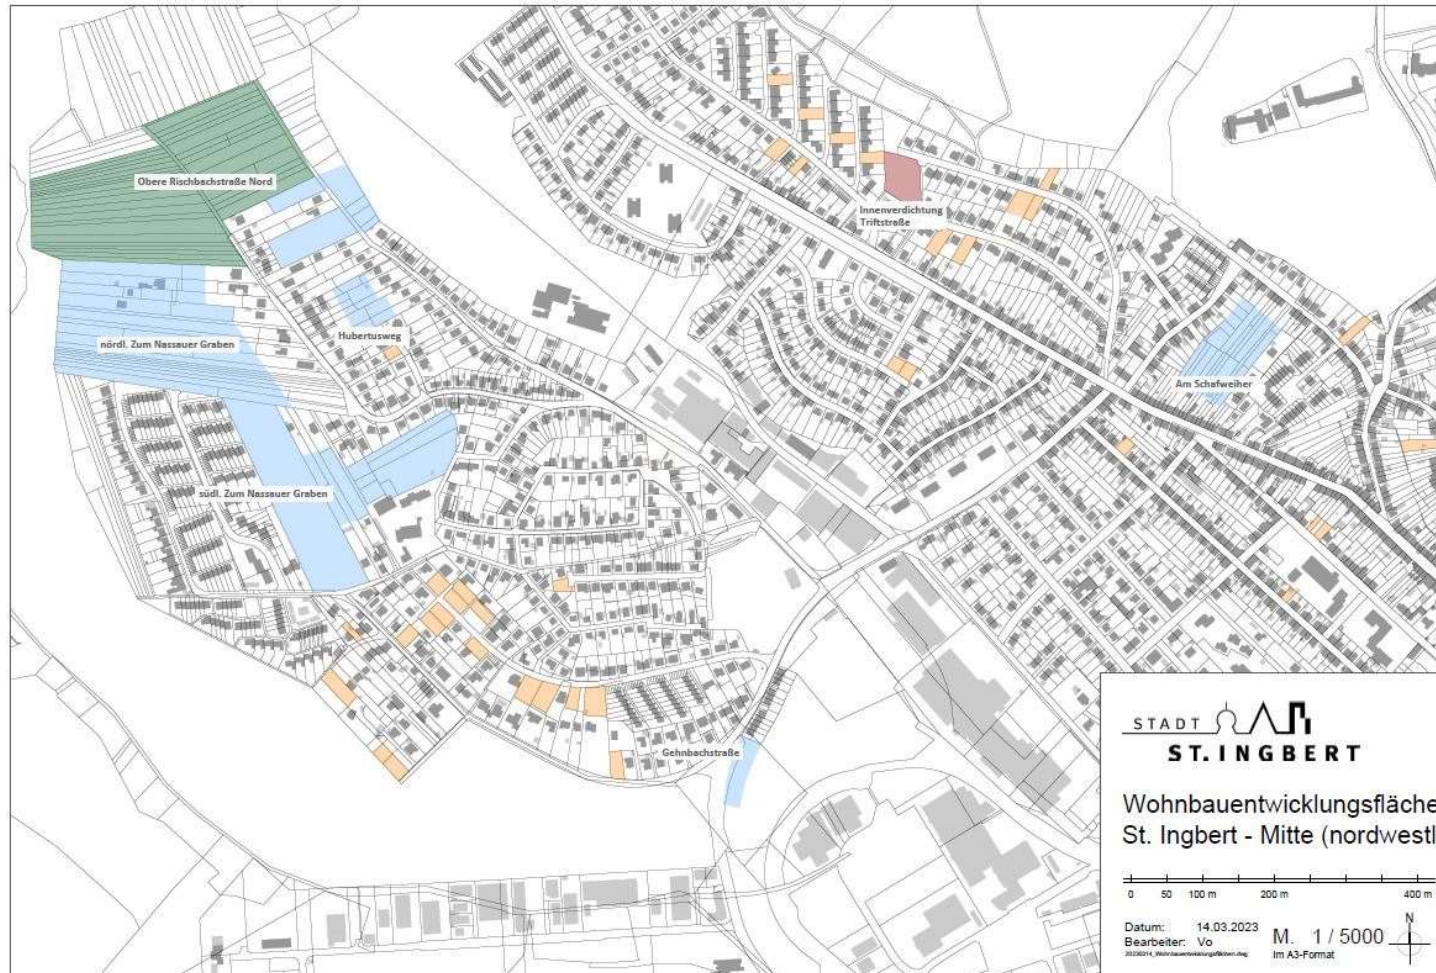 Obere Rischbachstraße Nord
Innenverdichtung
Triftstraße
Hubertusweg
nördl. Zum Nassauer Graben
Am Schafweiher
südl. Zum Nassauer Graben
Gehnbachstraße
STADT
ST. INGBERT
Wohnbauentwicklungsfläche
St. Ingbert - Mitte (nordwestl
0 50 100 m 200 m 400 m
Datum: 14.03.2023
Bearbeiter: Vo
20230314_Wohnbauentwicklungsflächen.dwg
M. 1 / 5000
Im A3-Format
N